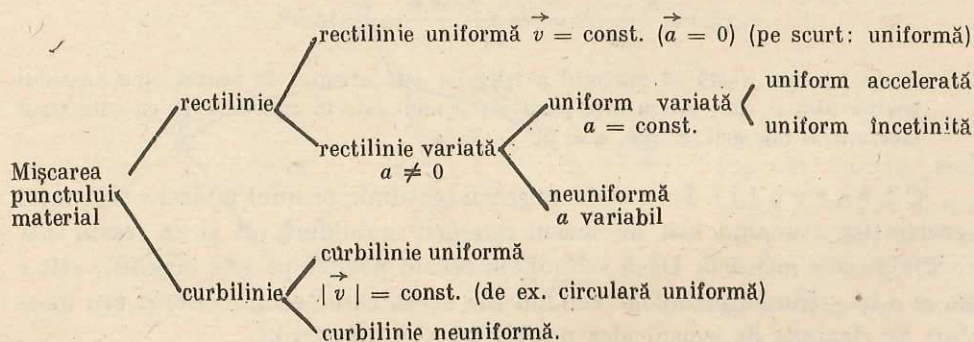 rectilinie uniformă v⃗ = const. (a⃗ = 0) (pe scurt: uniformă)
rectilinie
uniform variată
a = const.
uniform accelerată
uniform încetinită
rectilinie variată
a ≠ 0
neuniformă
a variabil
Mișcarea
punctului
material
curbilinie
curbilinie uniformă
| v⃗ | = const. (de ex. circulară uniformă)
curbilinie neuniformă.